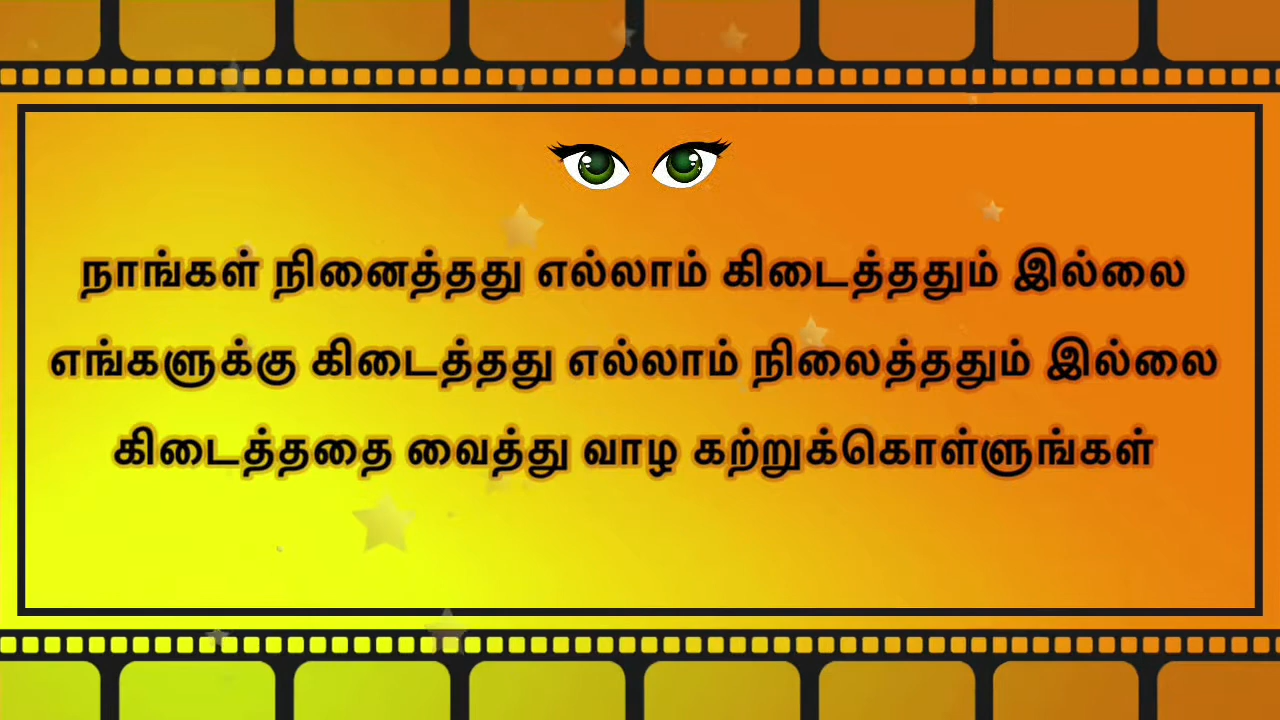 நாங்கள் நினைத்தது எல்லாம் கிடைத்ததும் இல்லை
எங்களுக்கு கிடைத்தது எல்லாம் நிலைத்ததும் இல்லை
கிடைத்ததை வைத்து வாழ கற்றுக்கொள்ளுங்கள்